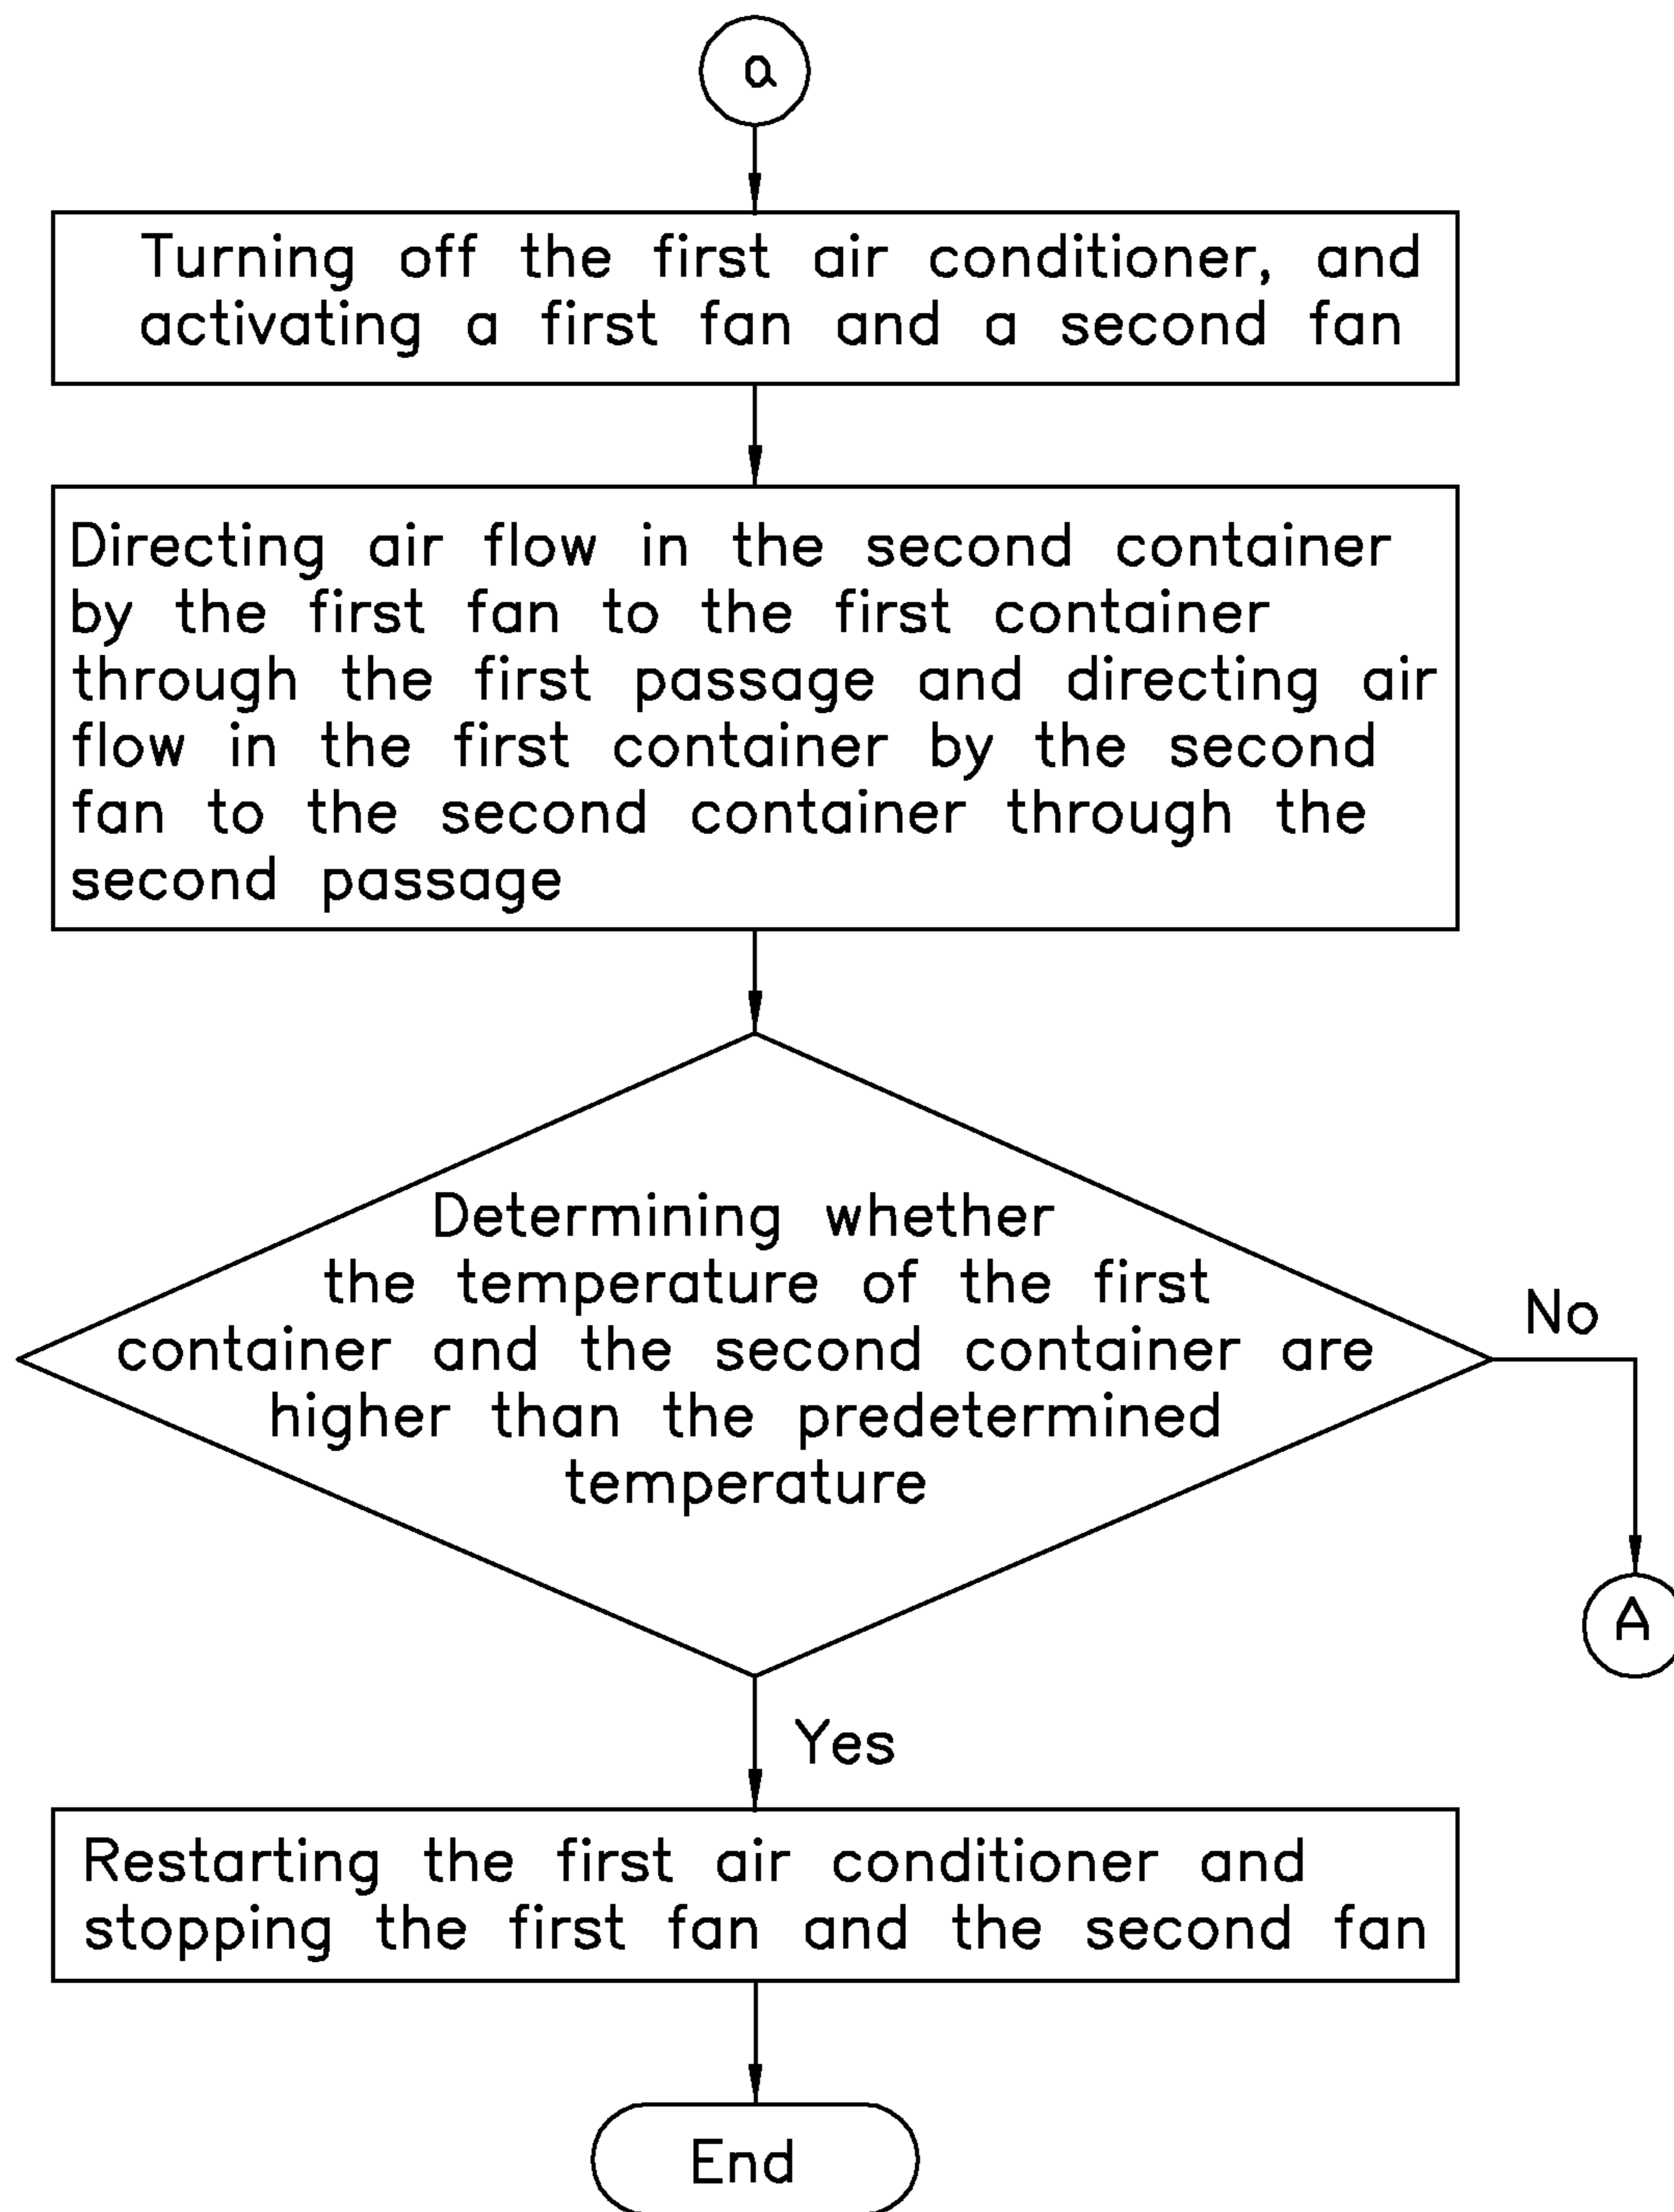 a
Turning off the first air conditioner, and
activating a first fan and a second fan
Directing air flow in the second container
by the first fan to the first container
through the first passage and directing air
flow in the first container by the second
fan to the second container through the
second passage
Determining whether
the temperature of the first
container and the second container are
higher than the predetermined
temperature
No
A
Yes
Restarting the first air conditioner and
stopping the first fan and the second fan
End